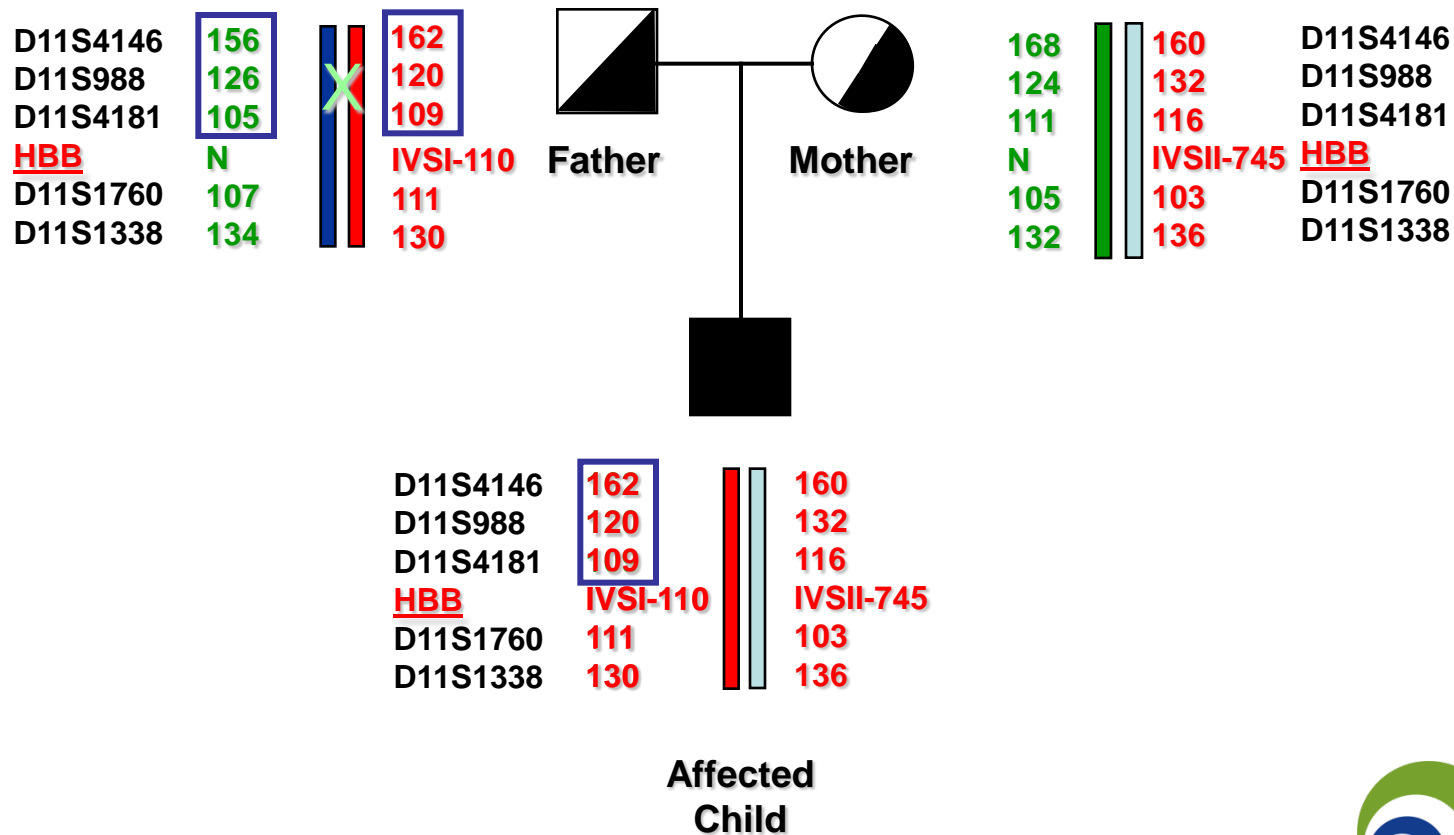 D11S4146 156 162
D11S988 126 X 120
D11S4181 105 109
HBB N IVSI-110
D11S1760 107 111
D11S1338 134 130
Father
Mother
168 160 D11S4146
124 132 D11S988
111 116 D11S4181
N IVSII-745 HBB
105 103 D11S1760
132 136 D11S1338
D11S4146 162 160
D11S988 120 132
D11S4181 109 116
HBB IVSI-110 IVSII-745
D11S1760 111 103
D11S1338 130 136
Affected
Child